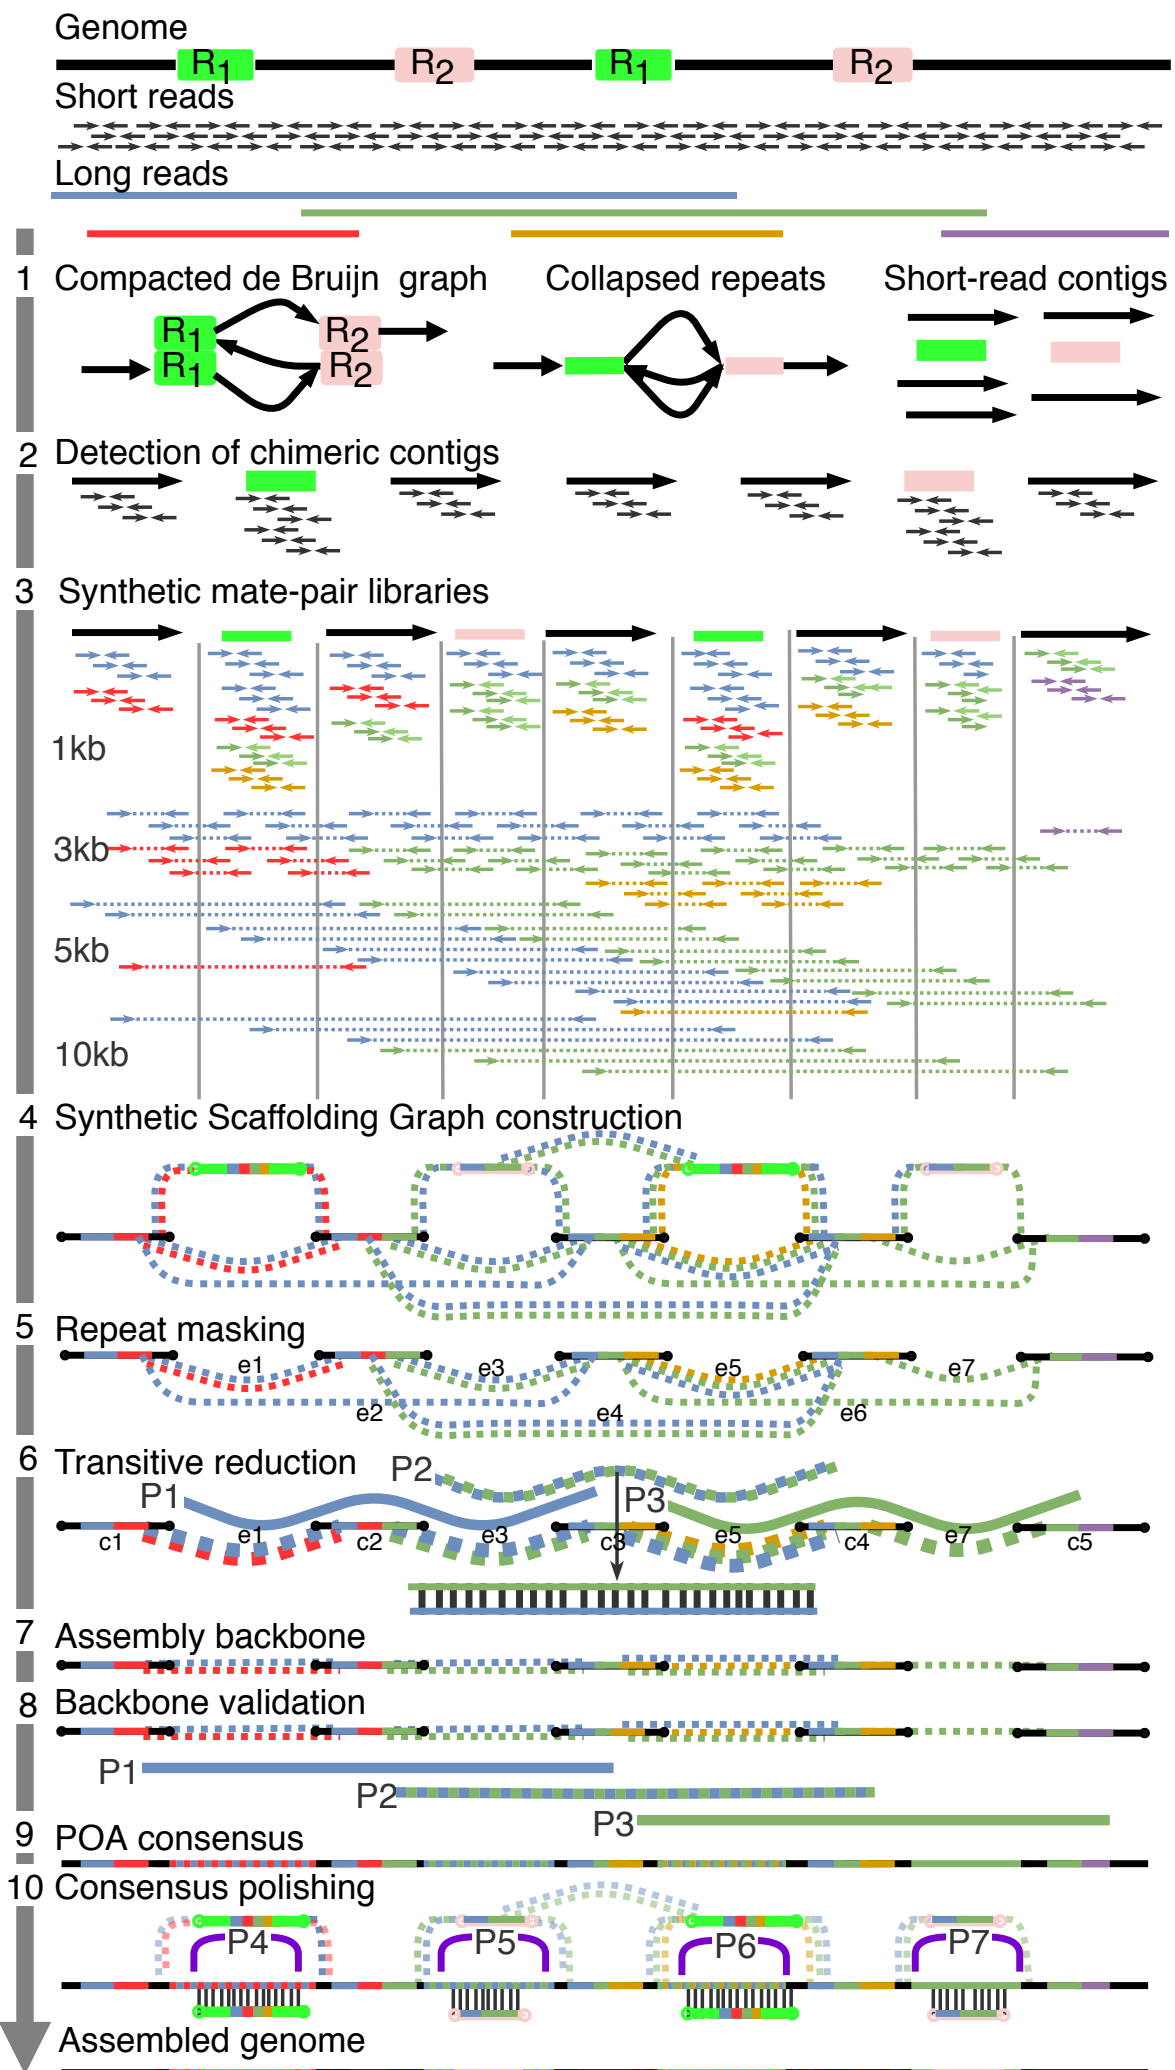 Genome
R1 R2 R1 R2
Short reads
Long reads
1 Compacted de Bruijn graph Collapsed repeats Short-read contigs
R1 R2
R1 R2
2 Detection of chimeric contigs
3 Synthetic mate-pair libraries
1kb
3kb
5kb
10kb
4 Synthetic Scaffolding Graph construction
5 Repeat masking
e1 e3 e5 e7
e2 e4 e6
6 Transitive reduction P2
P1 P3
c1 e1 c2 e3 c3 e5 c4 e7 c5
7 Assembly backbone
8 Backbone validation
P1
P2
P3
9 POA consensus
10 Consensus polishing
P4 P5 P6 P7
Assembled genome